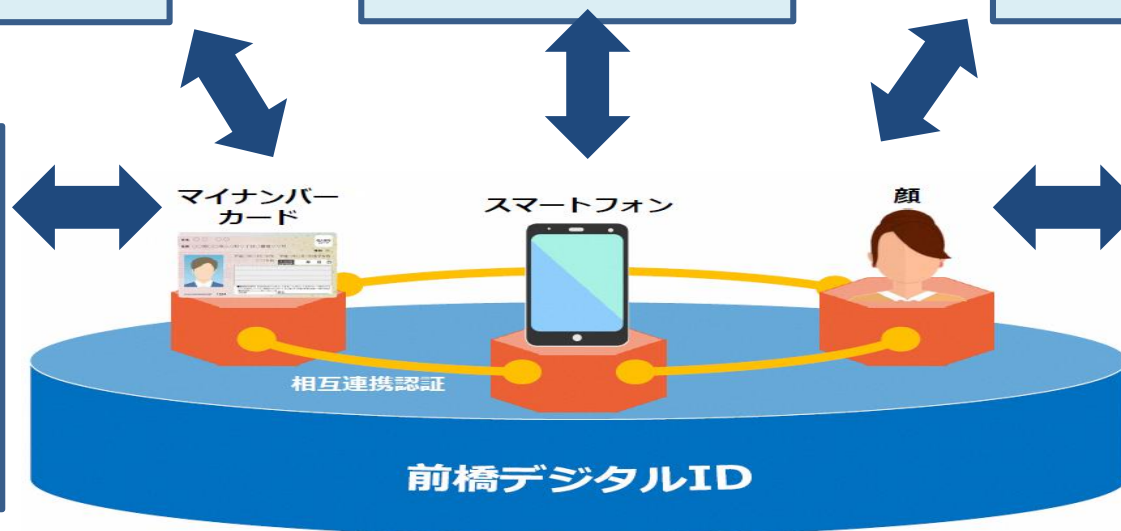 マイナンバー
カード
スマートフォン
顔
相互連携認証
前橋デジタルID